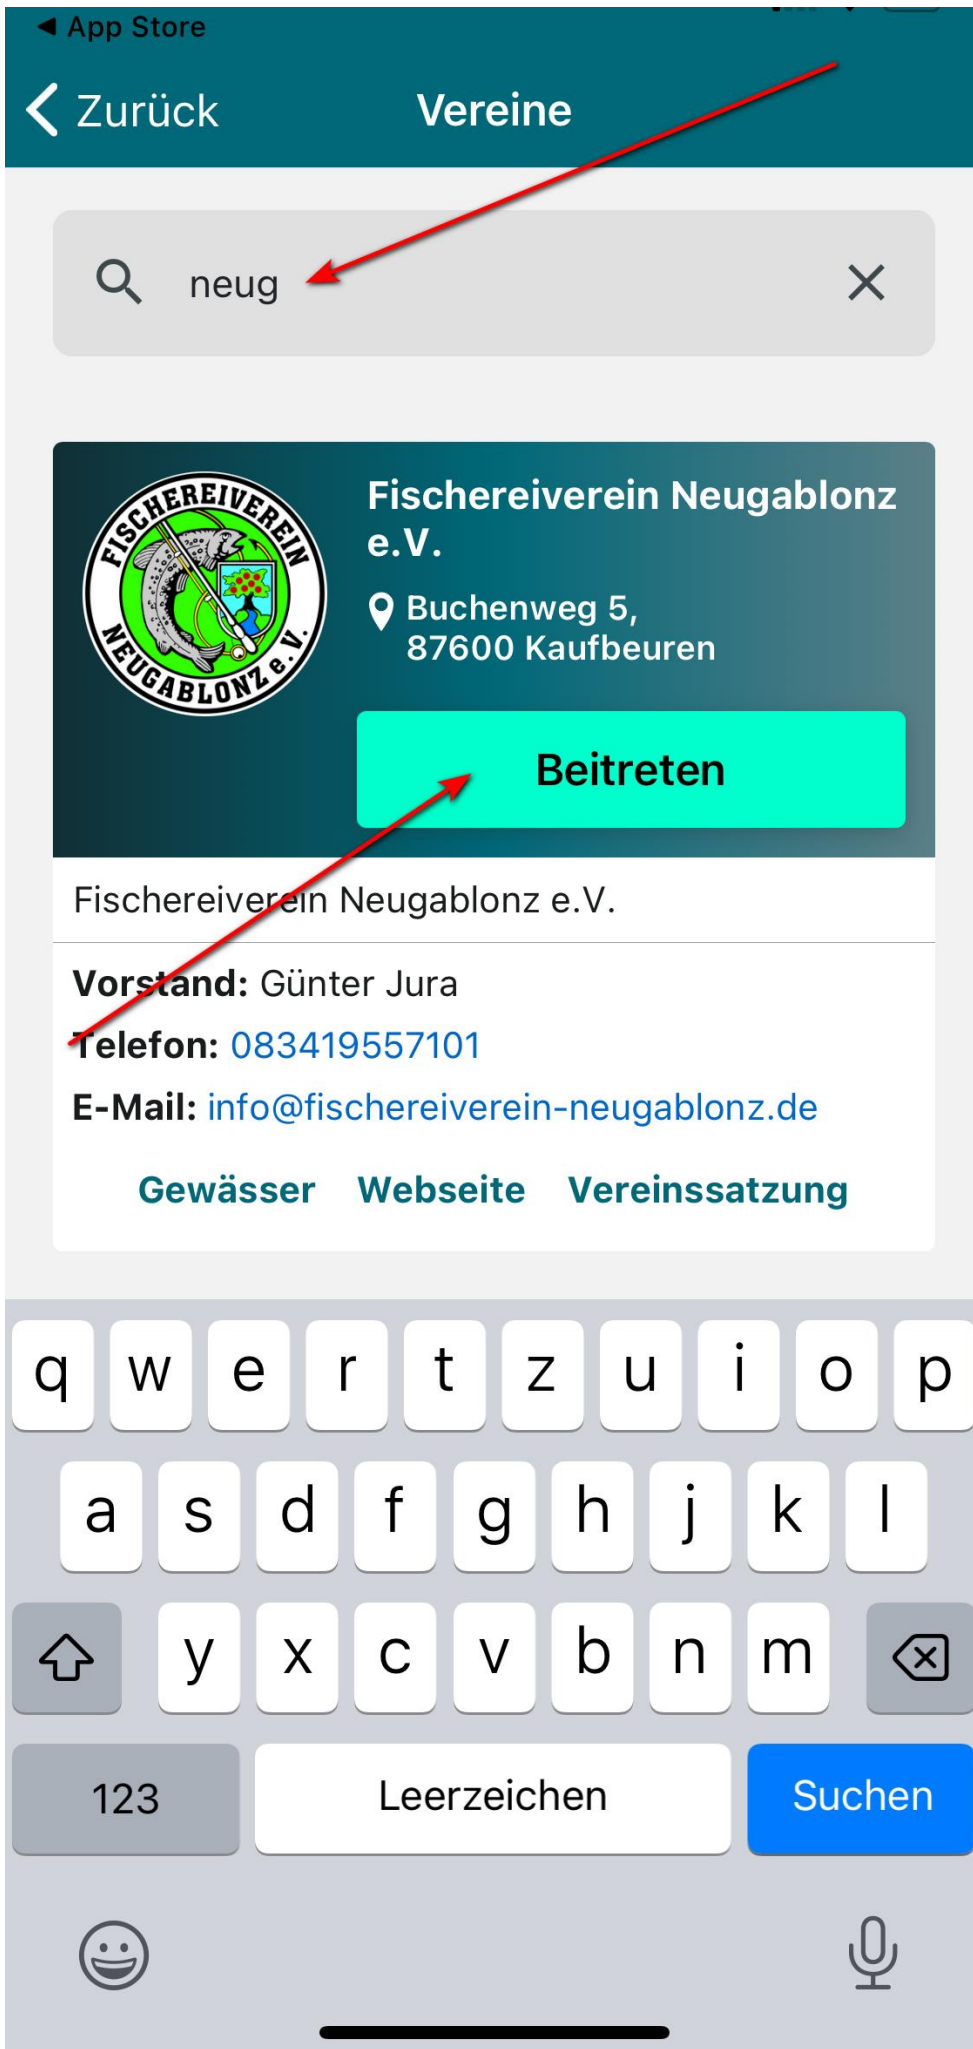 ◀ App Store
Zurück
Vereine
neug
FISCHEREIVEREIN
NEUGABLONZ e.V.
Fischereiverein Neugablonz
e.V.
Buchenweg 5,
87600 Kaufbeuren
Beitreten
Fischereiverein Neugablonz e.V.
Vorstand: Günter Jura
Telefon: 083419557101
E-Mail: info@fischereiverein-neugablonz.de
Gewässer Webseite Vereinssatzung
q w e r t z u i o p
a s d f g h j k l
y x c v b n m
123 Leerzeichen Suchen